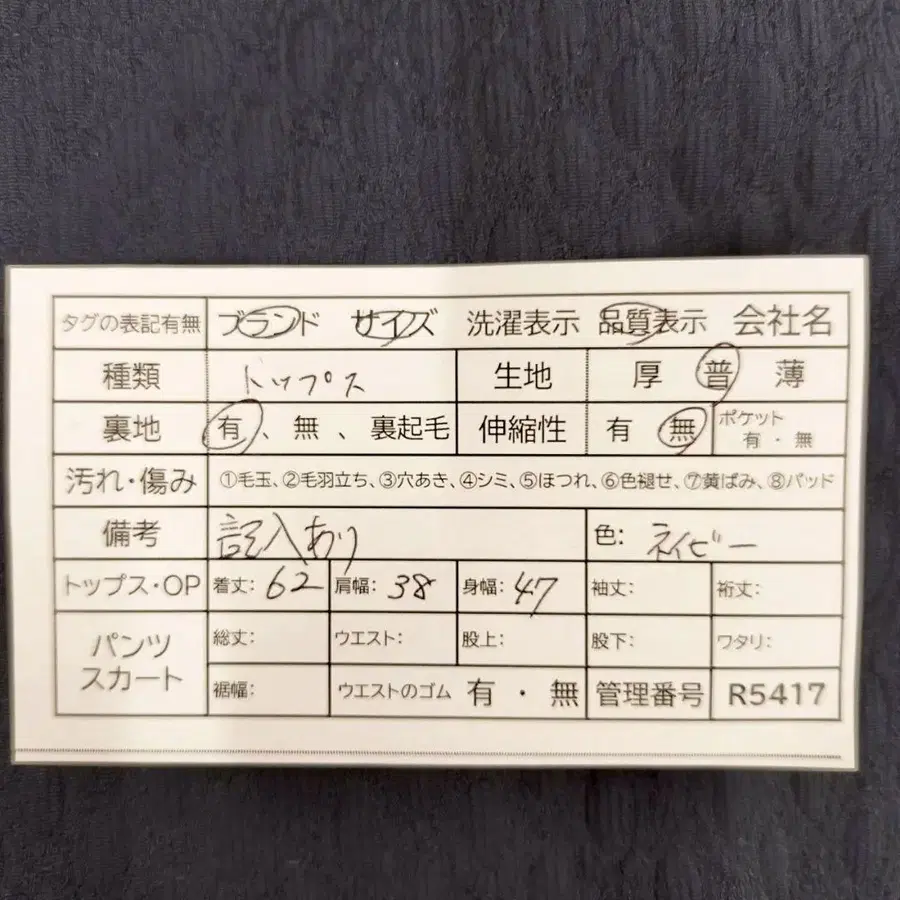 タグの表記有無 ブランド サイズ 洗濯表示 品質表示 会社名
種類 トップス 生地 厚 普 薄
裏地 有、無、裏起毛 伸縮性 有 無 ポケット 有・無
汚れ・傷み ①毛玉、②毛羽立ち、③穴あき、④シミ、⑤ほつれ、⑥色褪せ、⑦黄ばみ、⑧パッド
備考 記入あり 色: ネイビー
トップス・OP 着丈: 62 肩幅: 38 身幅: 47 袖丈: 裄丈:
パンツ スカート 総丈: ウエスト: 股上: 股下: ワタリ:
裾幅: ウエストのゴム 有・無 管理番号 R5417